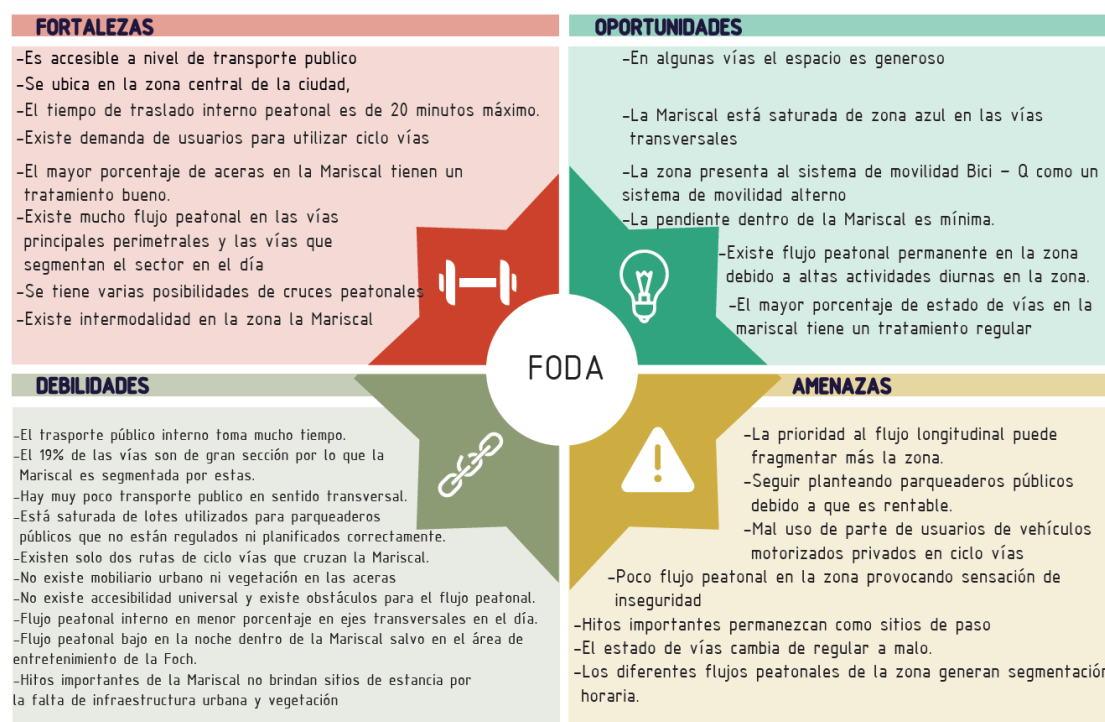 FORTALEZAS
-Es accesible a nivel de transporte publico
-Se ubica en la zona central de la ciudad,
-El tiempo de traslado interno peatonal es de 20 minutos máximo.
-Existe demanda de usuarios para utilizar ciclo vías
-El mayor porcentaje de aceras en la Mariscal tienen un
tratamiento bueno.
-Existe mucho flujo peatonal en las vías
principales perimetrales y las vías que
segmentan el sector en el día
-Se tiene varias posibilidades de cruces peatonales
-Existe intermodalidad en la zona la Mariscal
OPORTUNIDADES
-En algunas vías el espacio es generoso
-La Mariscal está saturada de zona azul en las vías
transversales
-La zona presenta al sistema de movilidad Bici - Q como un
sistema de movilidad alterno
-La pendiente dentro de la Mariscal es mínima.
-Existe flujo peatonal permanente en la zona
debido a altas actividades diurnas en la zona.
-El mayor porcentaje de estado de vías en la
mariscal tiene un tratamiento regular
FODA
DEBILIDADES
-El trasporte público interno toma mucho tiempo.
-El 19% de las vías son de gran sección por lo que la
Mariscal es segmentada por estas.
-Hay muy poco transporte publico en sentido transversal.
-Está saturada de lotes utilizados para parqueaderos
públicos que no están regulados ni planificados correctamente.
-Existen solo dos rutas de ciclo vías que cruzan la Mariscal.
-No existe mobiliario urbano ni vegetación en las aceras
-No existe accesibilidad universal y existe obstáculos para el flujo peatonal.
-Flujo peatonal interno en menor porcentaje en ejes transversales en el día.
-Flujo peatonal bajo en la noche dentro de la Mariscal salvo en el área de
entretenimiento de la Foch.
-Hitos importantes de la Mariscal no brindan sitios de estancia por
la falta de infraestructura urbana y vegetación
AMENAZAS
-La prioridad al flujo longitudinal puede
fragmentar más la zona.
-Seguir planteando parqueaderos públicos
debido a que es rentable.
-Mal uso de parte de usuarios de vehículos
motorizados privados en ciclo vías
-Poco flujo peatonal en la zona provocando sensación de
inseguridad
-Hitos importantes permanezcan como sitios de paso
-El estado de vías cambia de regular a malo.
-Los diferentes flujos peatonales de la zona generan segmentación
horaria.